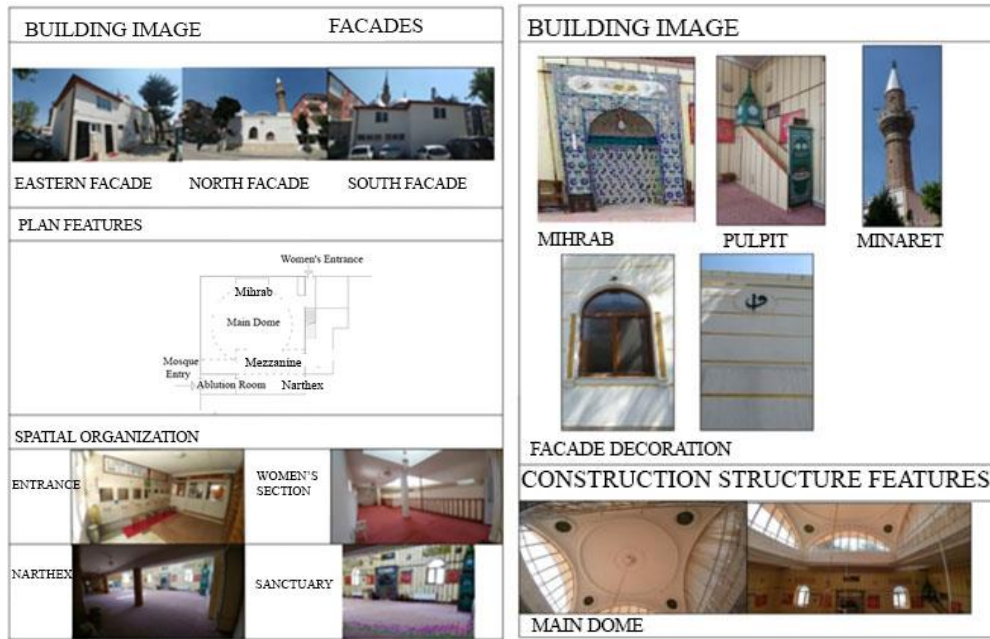 BUILDING IMAGE
FACADES
EASTERN FACADE
NORTH FACADE
SOUTH FACADE
PLAN FEATURES
Women's Entrance
Mihrab
Main Dome
Mezzanine
Mosque
Entry
Ablution Room
Narthex
SPATIAL ORGANIZATION
ENTRANCE
WOMEN'S
SECTION
NARTHEX
SANCTUARY
BUILDING IMAGE
MIHRAB
PULPIT
MINARET
FACADE DECORATION
CONSTRUCTION STRUCTURE FEATURES
MAIN DOME